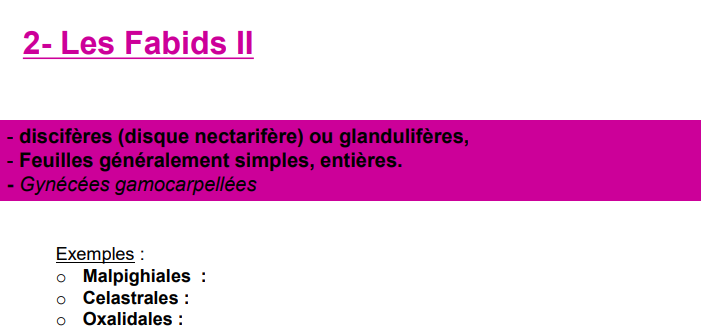 2- Les Fabids II
- discifères (disque nectarifère) ou glandulifères,
- Feuilles généralement simples, entières.
- Gynécées gamocarpellées
Exemples :
o Malpighiales :
o Celastrales :
o Oxalidales :